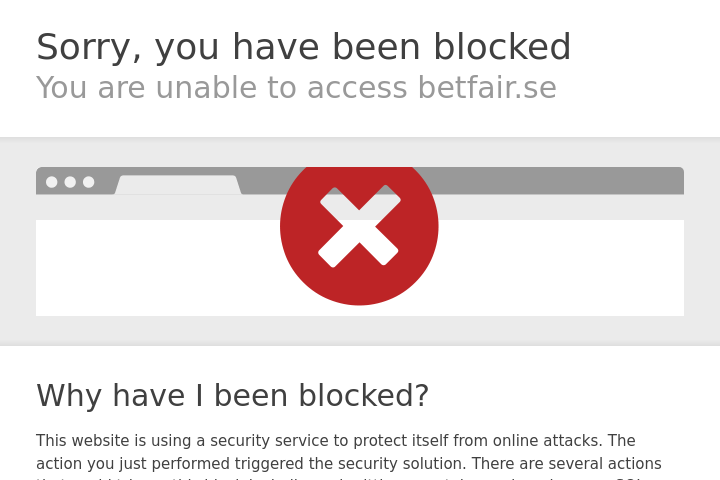 Sorry, you have been blocked
You are unable to access betfair.se
Why have I been blocked?
This website is using a security service to protect itself from online attacks. The
action you just performed triggered the security solution. There are several actions